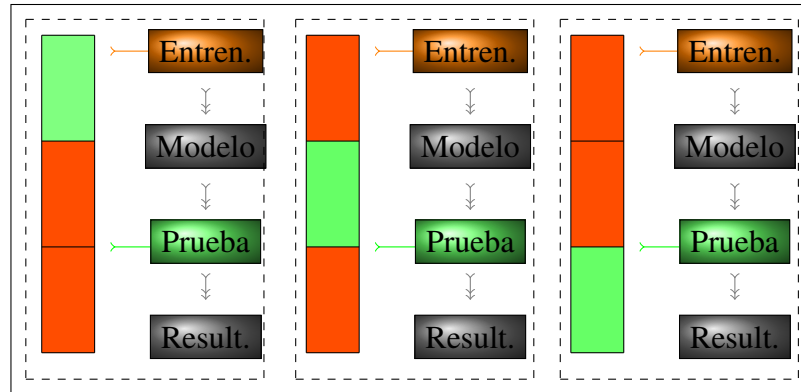 Entren.
Modelo
Prueba
Result.
Entren.
Modelo
Prueba
Result.
Entren.
Modelo
Prueba
Result.